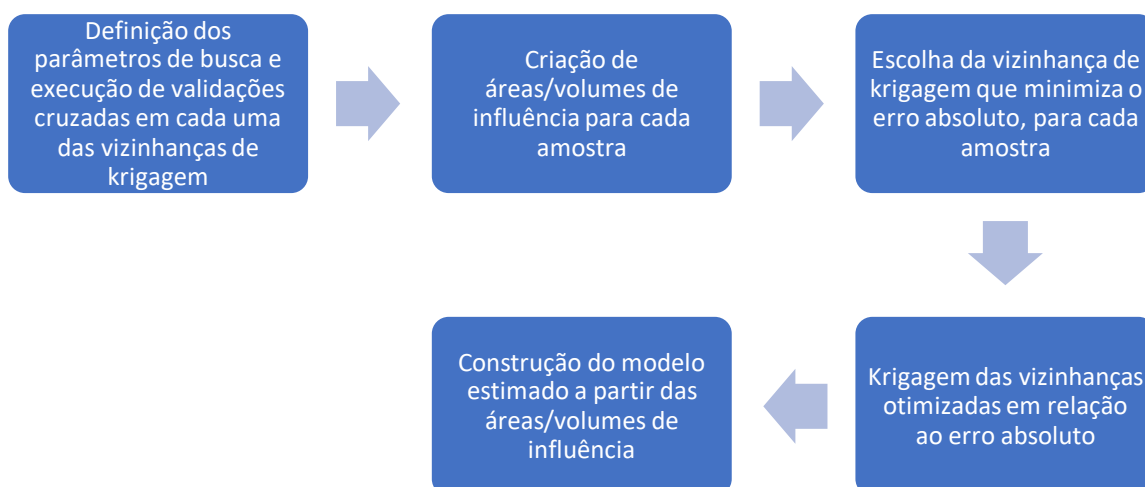 Definição dos
parâmetros de busca e
execução de validações
cruzadas em cada uma
das vizinhanças de
krigagem
Criação de
áreas/volumes de
influência para cada
amostra
Escolha da vizinhança de
krigagem que minimiza o
erro absoluto, para cada
amostra
Krigagem das vizinhanças
otimizadas em relação
ao erro absoluto
Construção do modelo
estimado a partir das
áreas/volumes de
influência